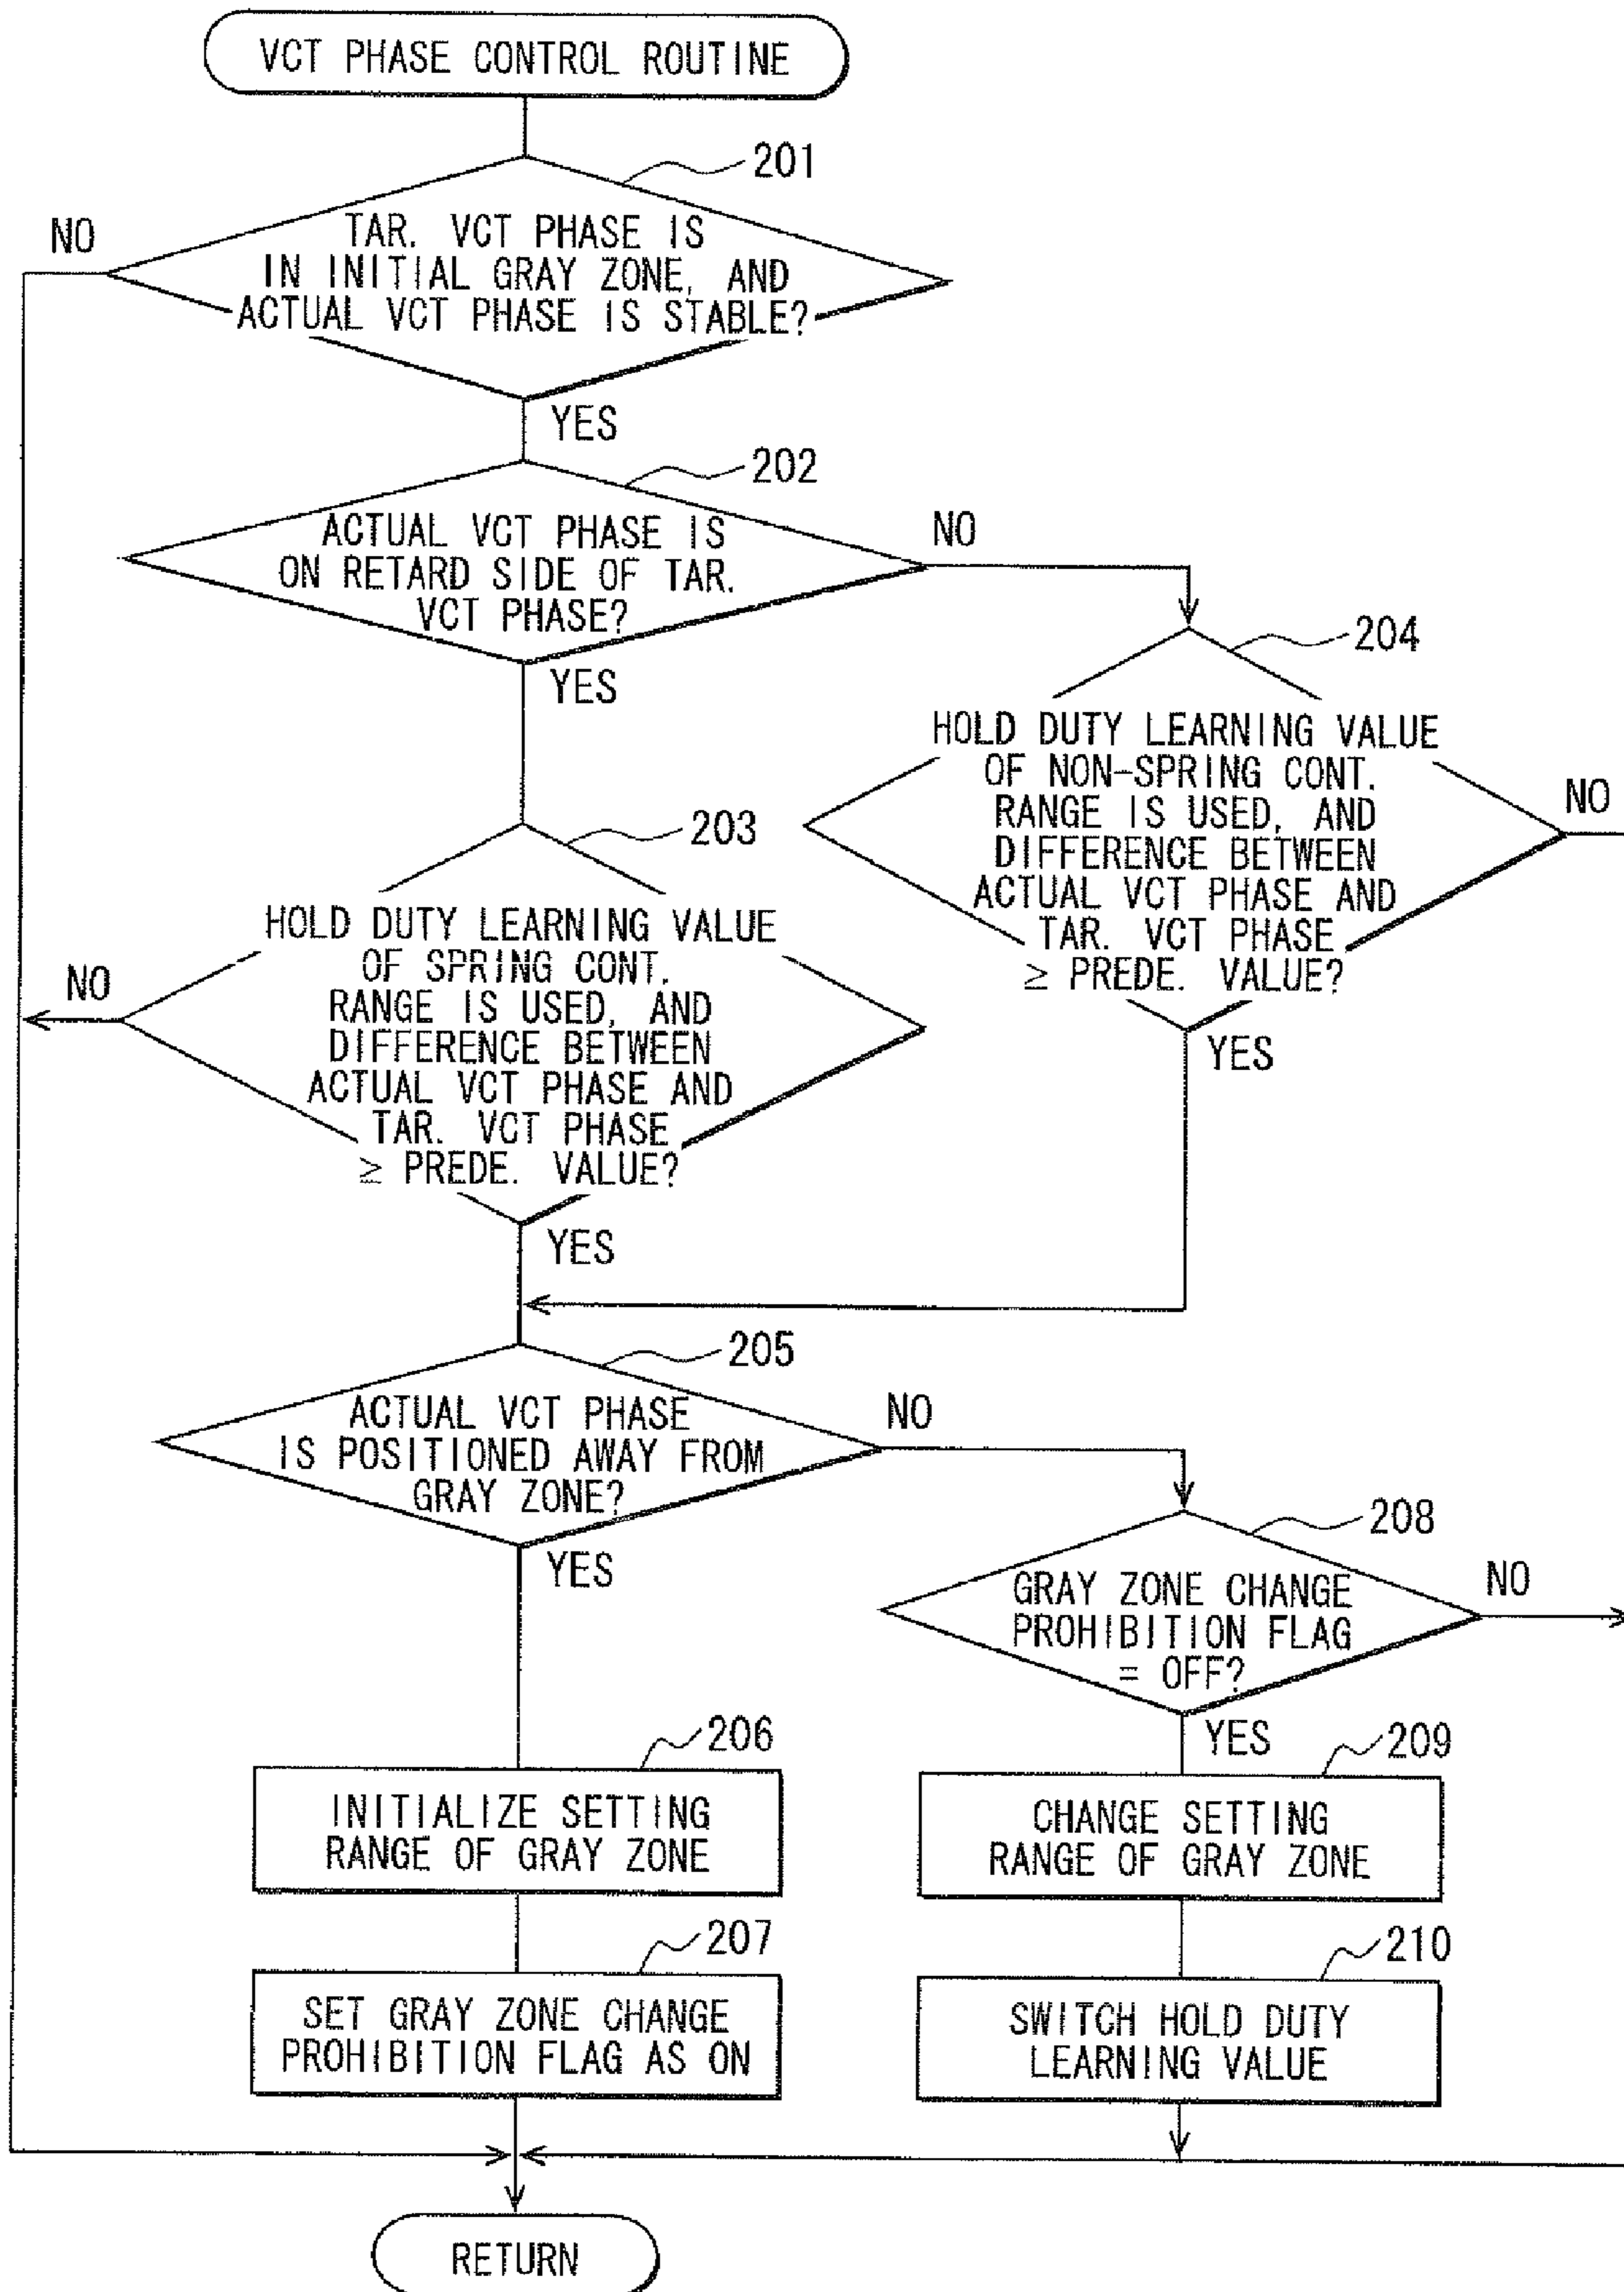 VCT PHASE CONTROL ROUTINE
201
NO
TAR. VCT PHASE IS
IN INITIAL GRAY ZONE, AND
ACTUAL VCT PHASE IS STABLE?
YES
202
ACTUAL VCT PHASE IS
ON RETARD SIDE OF TAR.
VCT PHASE?
NO
YES
204
HOLD DUTY LEARNING VALUE
OF NON-SPRING CONT.
RANGE IS USED, AND
DIFFERENCE BETWEEN
ACTUAL VCT PHASE AND
TAR. VCT PHASE
≥ PREDE. VALUE?
NO
YES
203
HOLD DUTY LEARNING VALUE
OF SPRING CONT.
RANGE IS USED, AND
DIFFERENCE BETWEEN
ACTUAL VCT PHASE AND
TAR. VCT PHASE
≥ PREDE. VALUE?
NO
YES
205
ACTUAL VCT PHASE
IS POSITIONED AWAY FROM
GRAY ZONE?
NO
YES
208
GRAY ZONE CHANGE
PROHIBITION FLAG
= OFF?
NO
YES
206
INITIALIZE SETTING
RANGE OF GRAY ZONE
209
CHANGE SETTING
RANGE OF GRAY ZONE
207
SET GRAY ZONE CHANGE
PROHIBITION FLAG AS ON
210
SWITCH HOLD DUTY
LEARNING VALUE
RETURN